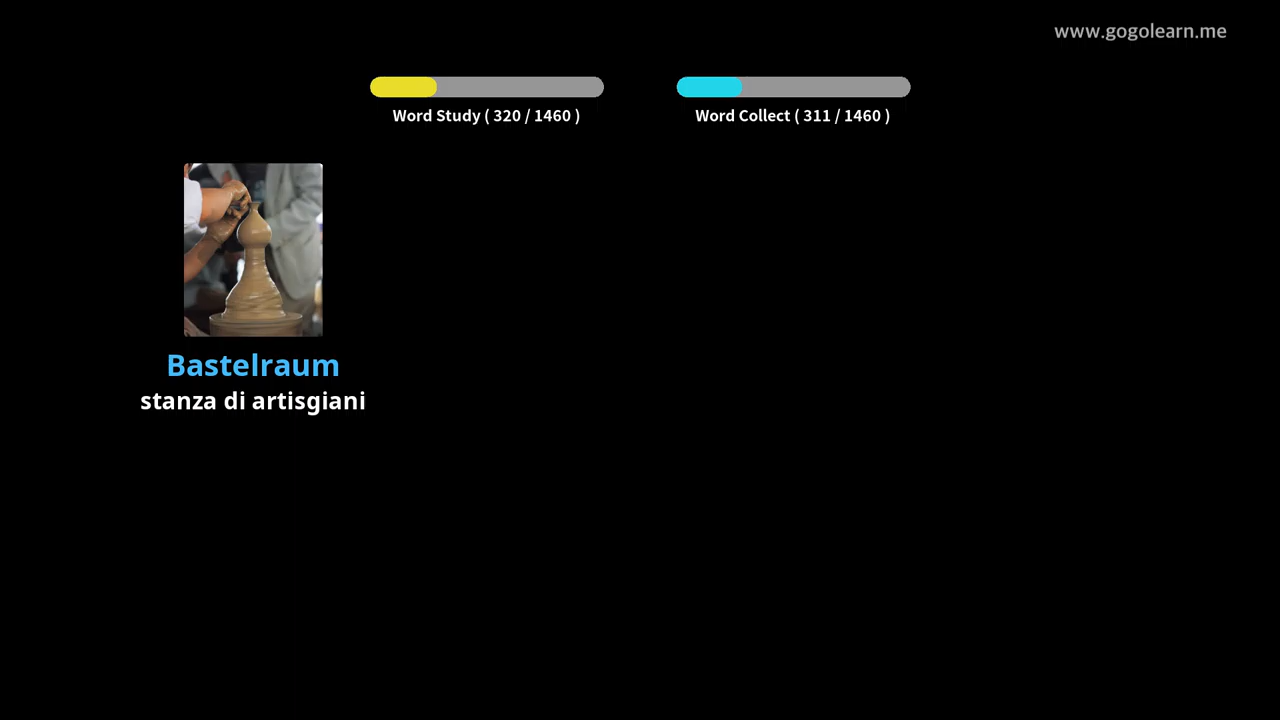 www.gogolearn.me
Word Study ( 320 / 1460 )
Word Collect ( 311 / 1460 )
Bastelraum
stanza di artisgiani